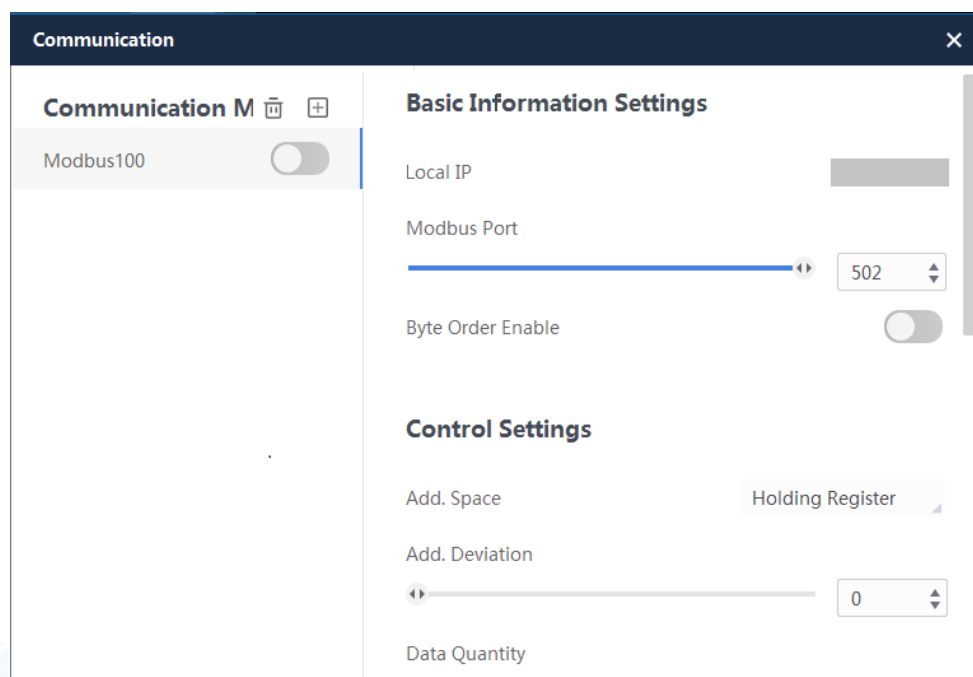 Communication
Communication M
Modbus100
Basic Information Settings
Local IP
Modbus Port
502
Byte Order Enable
Control Settings
Add. Space
Holding Register
Add. Deviation
0
Data Quantity